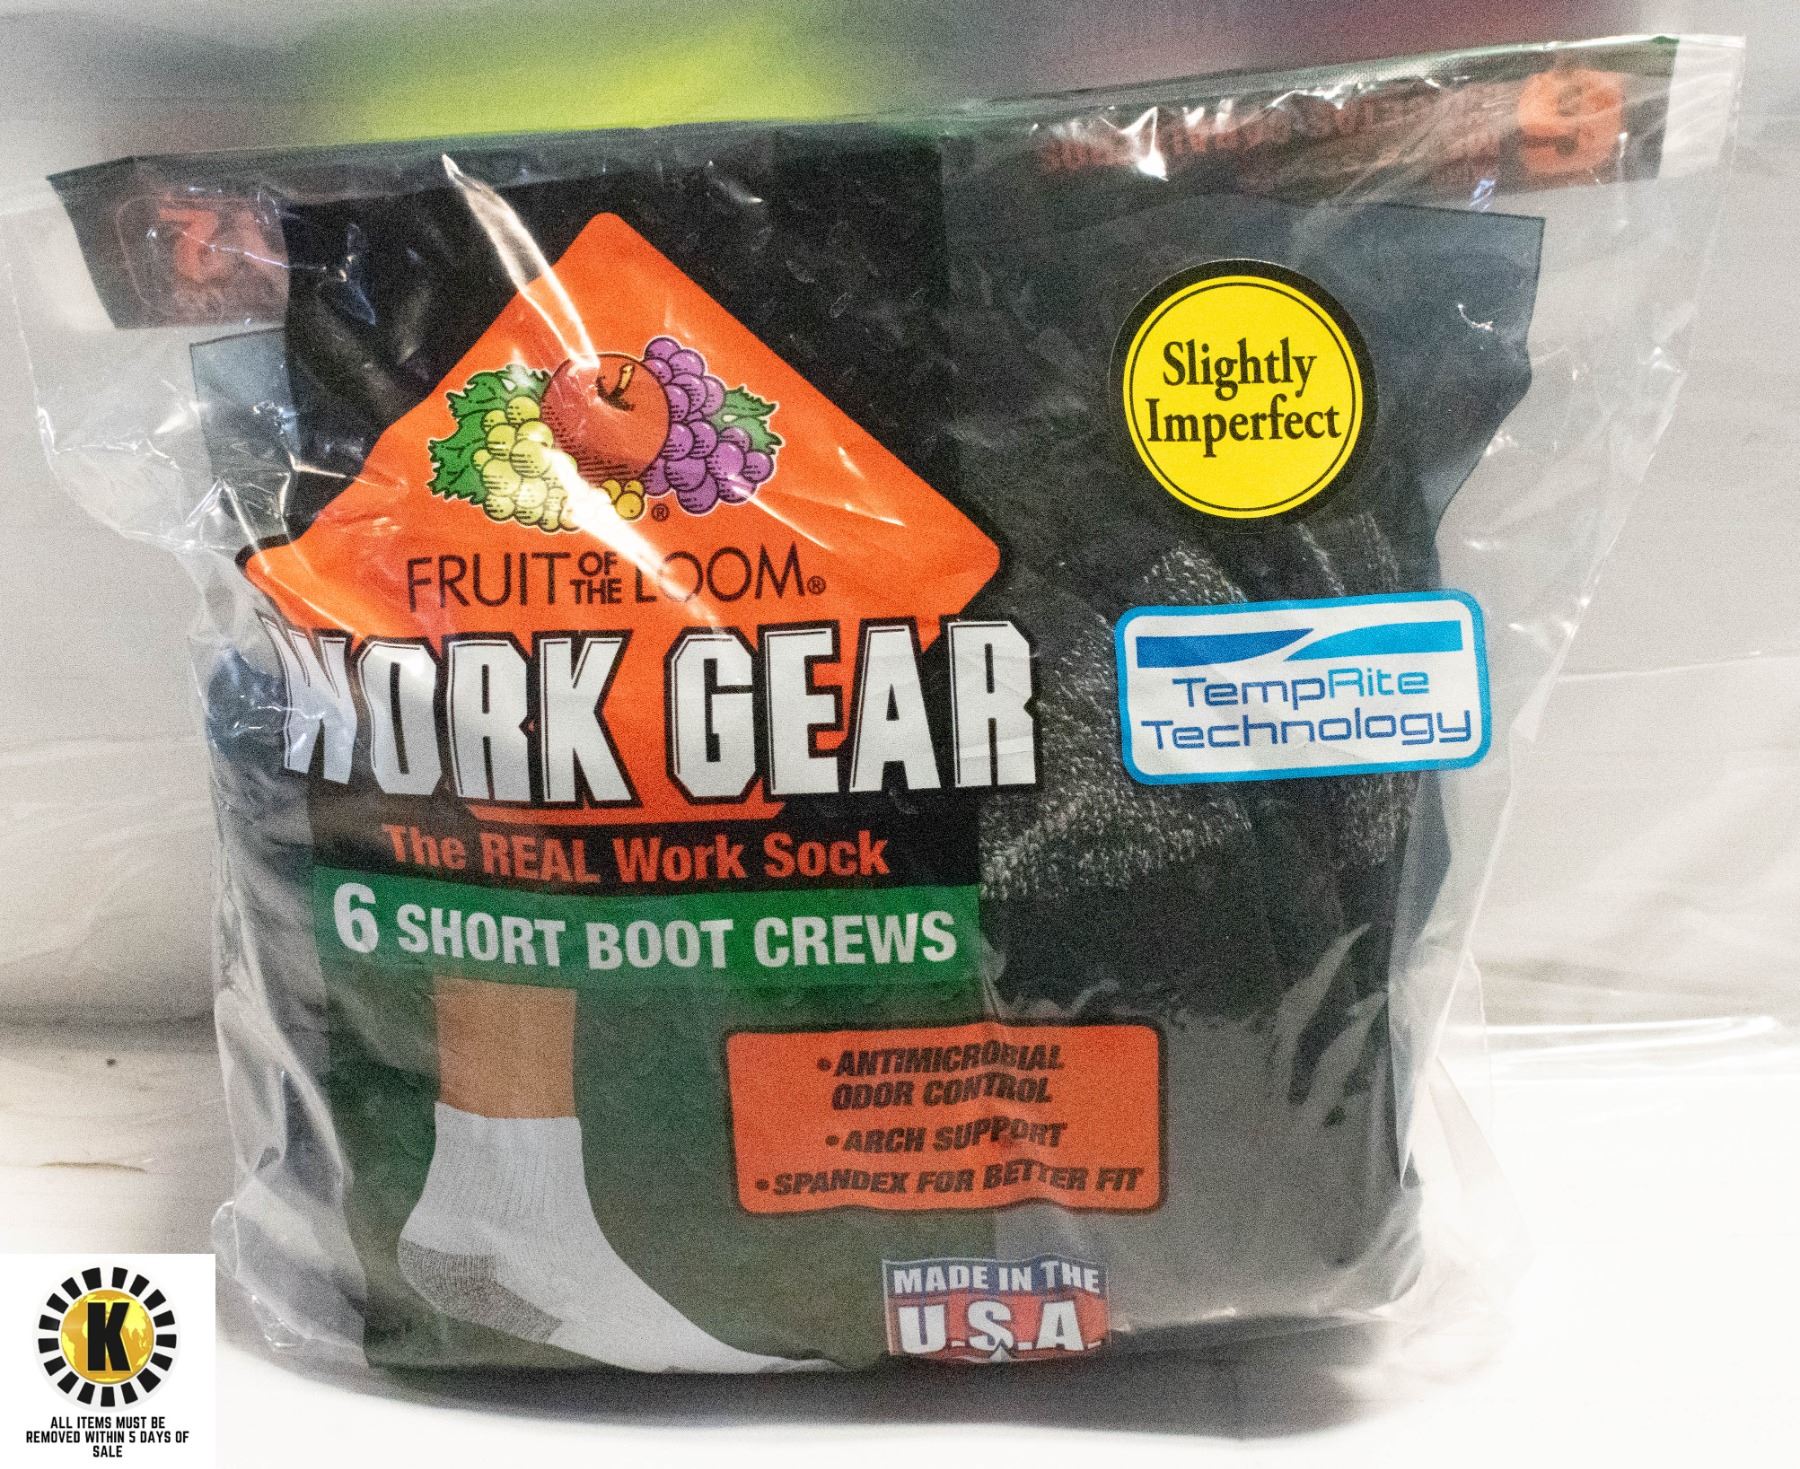 Slightly
Imperfect
®
FRUIT OF THE LOOM®
WORK GEAR
TempRite
Technology
The REAL Work Sock
6 SHORT BOOT CREWS
•ANTIMICROBIAL
ODOR CONTROL
•ARCH SUPPORT
•SPANDEX FOR BETTER FIT
MADE IN THE
U.S.A.
K
ALL ITEMS MUST BE
REMOVED WITHIN 5 DAYS OF
SALE